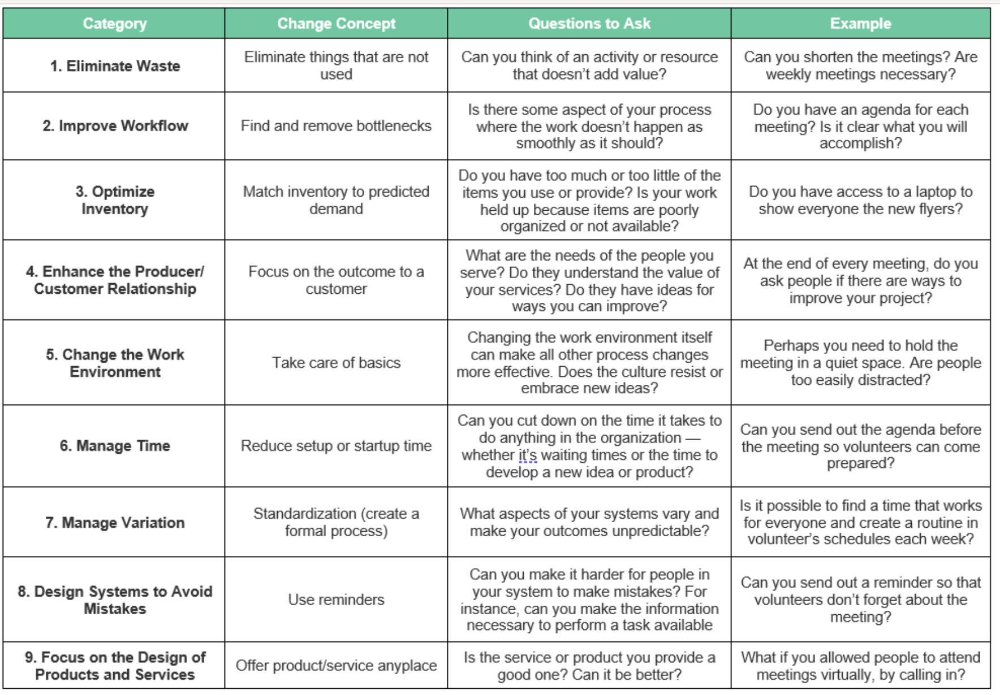 Category
Change Concept
Questions to Ask
Example
1. Eliminate Waste
Eliminate things that are not
used
Can you think of an activity or resource
that doesn’t add value?
Can you shorten the meetings? Are
weekly meetings necessary?
2. Improve Workflow
Find and remove bottlenecks
Is there some aspect of your process
where the work doesn’t happen as
smoothly as it should?
Do you have an agenda for each
meeting? Is it clear what you will
accomplish?
3. Optimize
Inventory
Match inventory to predicted
demand
Do you have too much or too little of the
items you use or provide? Is your work
held up because items are poorly
organized or not available?
Do you have access to a laptop to
show everyone the new flyers?
4. Enhance the Producer/
Customer Relationship
Focus on the outcome to a
customer
What are the needs of the people you
serve? Do they understand the value of
your services? Do they have ideas for
ways you can improve?
At the end of every meeting, do you
ask people if there are ways to
improve your project?
5. Change the Work
Environment
Take care of basics
Changing the work environment itself
can make all other process changes
more effective. Does the culture resist or
embrace new ideas?
Perhaps you need to hold the
meeting in a quiet space. Are people
too easily distracted?
6. Manage Time
Reduce setup or startup time
Can you cut down on the time it takes to
do anything in the organization —
whether it’s waiting times or the time to
develop a new idea or product?
Can you send out the agenda before
the meeting so volunteers can come
prepared?
7. Manage Variation
Standardization (create a
formal process)
What aspects of your systems vary and
make your outcomes unpredictable?
Is it possible to find a time that works
for everyone and create a routine in
volunteer’s schedules each week?
8. Design Systems to Avoid
Mistakes
Use reminders
Can you make it harder for people in
your system to make mistakes? For
instance, can you make the information
necessary to perform a task available
Can you send out a reminder so that
volunteers don’t forget about the
meeting?
9. Focus on the Design of
Products and Services
Offer product/service anyplace
Is the service or product you provide a
good one? Can it be better?
What if you allowed people to attend
meetings virtually, by calling in?